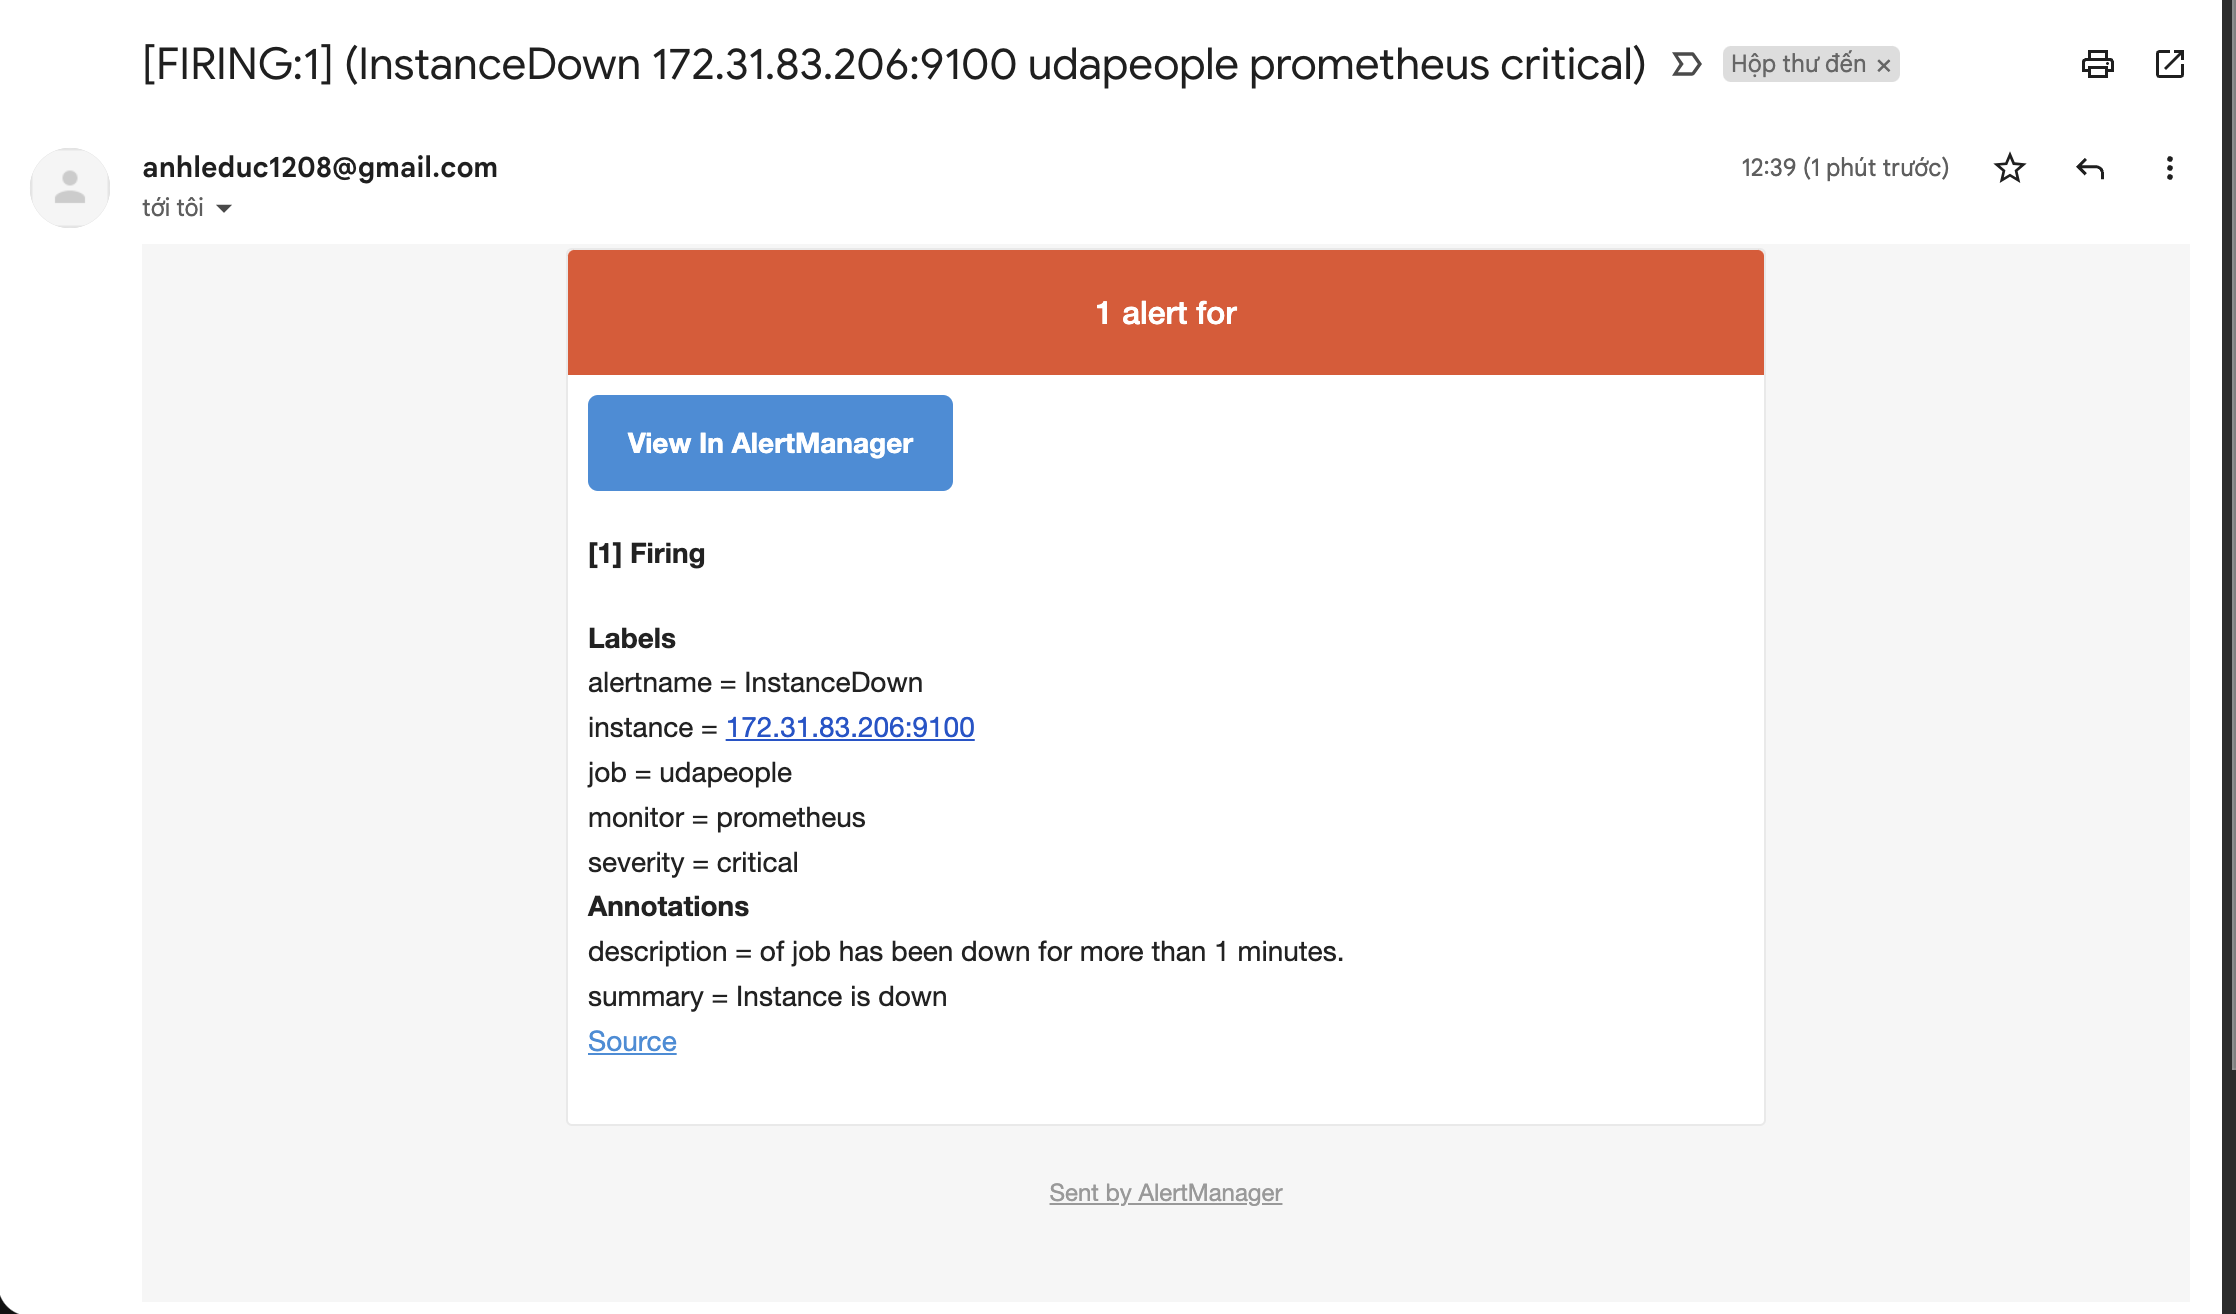 [FIRING:1] (InstanceDown 172.31.83.206:9100 udapeople prometheus critical) Hộp thư đến ×
anhleduc1208@gmail.com 12:39 (1 phút trước)
tới tôi
1 alert for
View In AlertManager
[1] Firing
Labels
alertname = InstanceDown
instance = 172.31.83.206:9100
job = udapeople
monitor = prometheus
severity = critical
Annotations
description = of job has been down for more than 1 minutes.
summary = Instance is down
Source
Sent by AlertManager